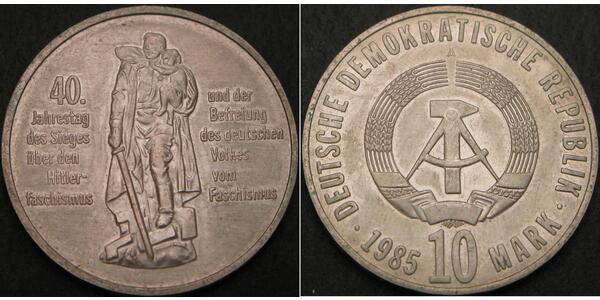 40.
Jahrestag
des Sieges
über den
Hitler-
faschismus
und der
Befreiung
des deutschen
Volkes
vom
Faschismus
DEUTSCHE DEMOKRATISCHE REPUBLIK
· 1985 10 MARK ·
A